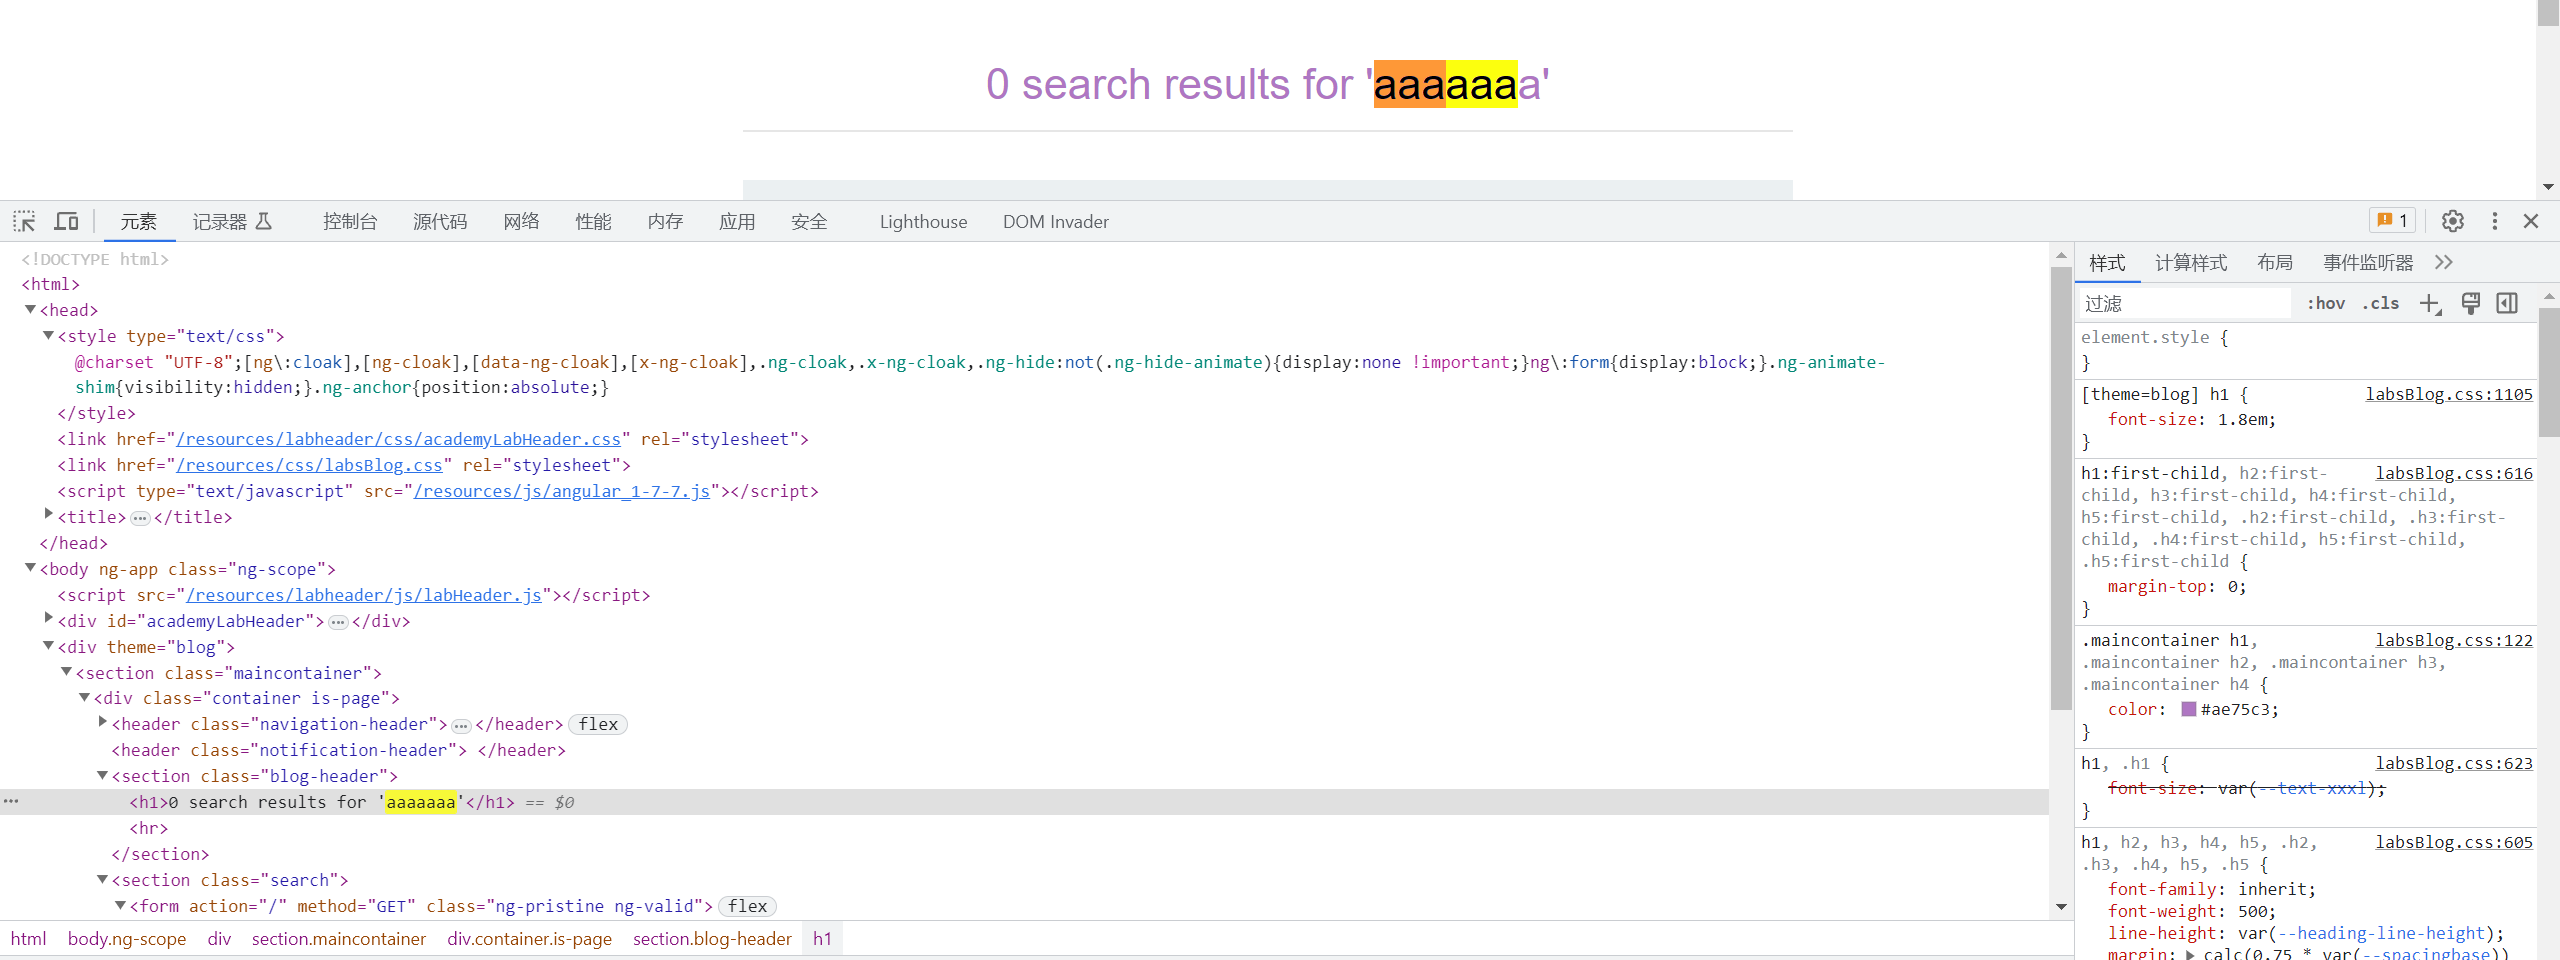 0 search results for 'aaaaaaa'
元素 记录器 控制台 源代码 网络 性能 内存 应用 安全 Lighthouse DOM Invader 1
<!DOCTYPE html>
<html>
<head>
<style type="text/css">
@charset "UTF-8";[ng\:cloak],[ng-cloak],[data-ng-cloak],[x-ng-cloak],.ng-cloak,.x-ng-cloak,.ng-hide:not(.ng-hide-animate){display:none !important;}ng\:form{display:block;}.ng-animate-
shim{visibility:hidden;}.ng-anchor{position:absolute;}
</style>
<link href="/resources/labheader/css/academyLabHeader.css" rel="stylesheet">
<link href="/resources/css/labsBlog.css" rel="stylesheet">
<script type="text/javascript" src="/resources/js/angular_1-7-7.js"></script>
<title>…</title>
</head>
<body ng-app class="ng-scope">
<script src="/resources/labheader/js/labHeader.js"></script>
<div id="academyLabHeader">…</div>
<div theme="blog">
<section class="maincontainer">
<div class="container is-page">
<header class="navigation-header">…</header> flex
<header class="notification-header"> </header>
<section class="blog-header">
<h1>0 search results for 'aaaaaaa'</h1> == $0
<hr>
</section>
<section class="search">
<form action="/" method="GET" class="ng-pristine ng-valid"> flex
html body.ng-scope div section.maincontainer div.container.is-page section.blog-header h1
样式 计算样式 布局 事件监听器
过滤 :hov .cls
element.style {
}
[theme=blog] h1 { labsBlog.css:1105
font-size: 1.8em;
}
h1:first-child, h2:first- labsBlog.css:616
child, h3:first-child, h4:first-child,
h5:first-child, .h2:first-child, .h3:first-
child, .h4:first-child, h5:first-child,
.h5:first-child {
margin-top: 0;
}
.maincontainer h1, labsBlog.css:122
.maincontainer h2, .maincontainer h3,
.maincontainer h4 {
color: #ae75c3;
}
h1, .h1 { labsBlog.css:623
font-size: var(--text-xxxl);
}
h1, h2, h3, h4, h5, .h2, labsBlog.css:605
.h3, .h4, h5, .h5 {
font-family: inherit;
font-weight: 500;
line-height: var(--heading-line-height);
margin: calc(0.75 * var(--spacingbase))